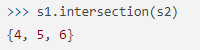 >>> s1.intersection(s2)
{4, 5, 6}